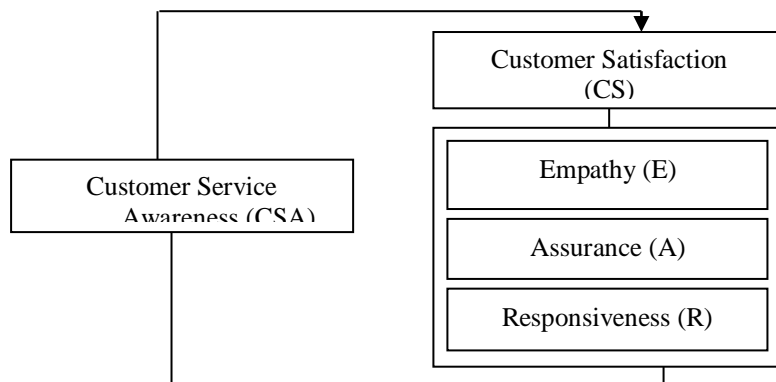 Customer Satisfaction
(CS)
Empathy (E)
Customer Service
Awareness (CSA)
Assurance (A)
Responsiveness (R)